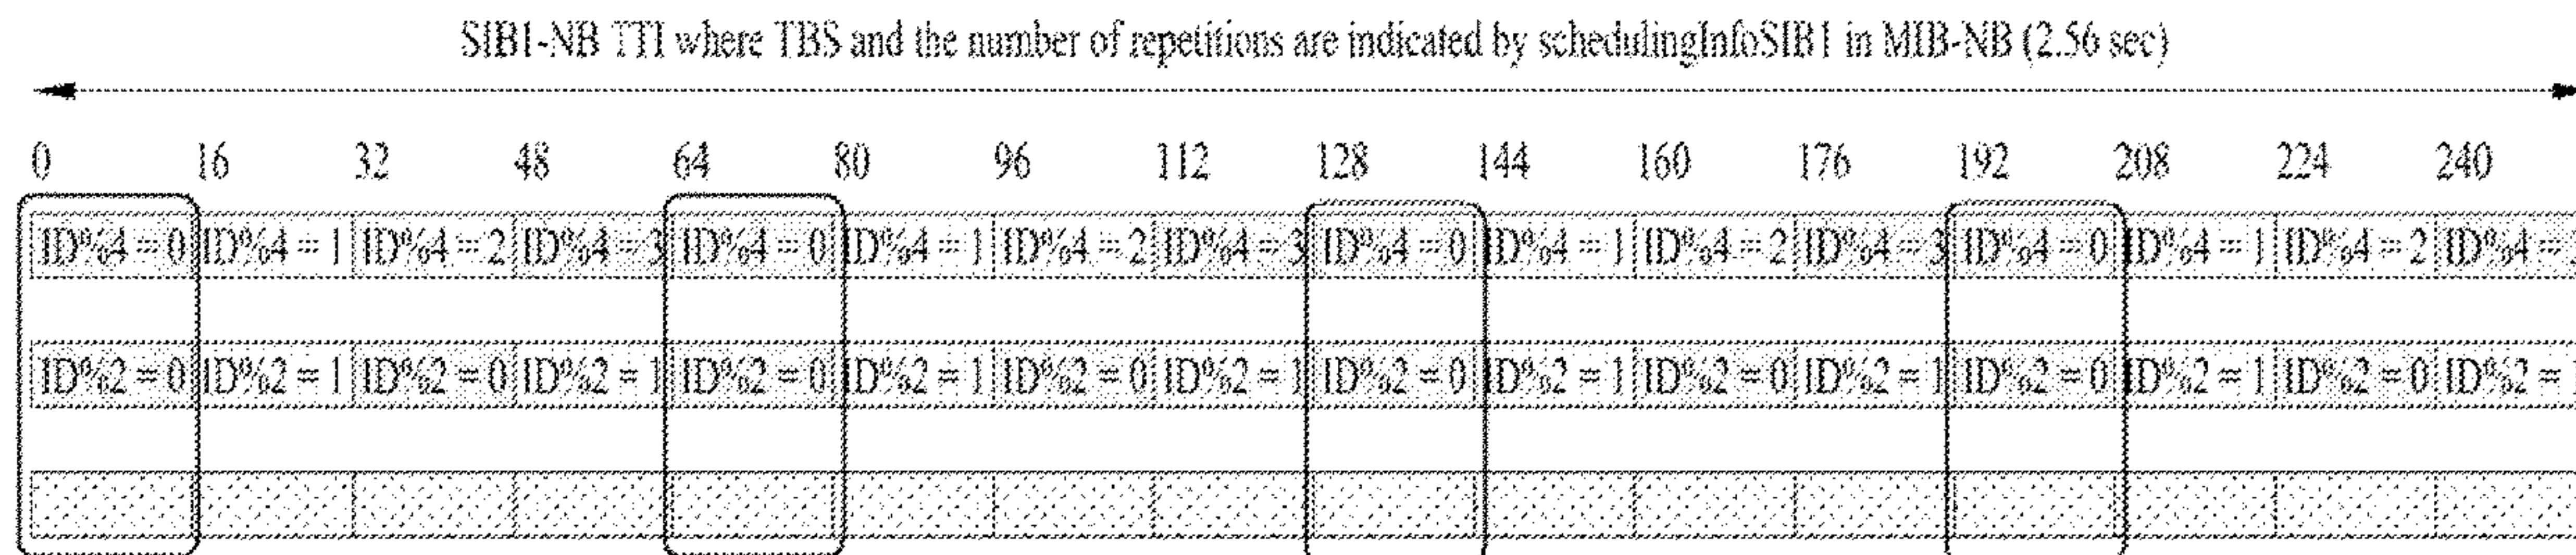 SIB1-NB TTI where TBS and the number of repetitions are indicated by schedulingInfoSIB1 in MIB-NB (2.56 sec)
0 16 32 48 64 80 96 112 128 144 160 176 192 208 224 240
ID%4 = 0 ID%4 = 1 ID%4 = 2 ID%4 = 3 ID%4 = 0 ID%4 = 1 ID%4 = 2 ID%4 = 3 ID%4 = 0 ID%4 = 1 ID%4 = 2 ID%4 = 3 ID%4 = 0 ID%4 = 1 ID%4 = 2 ID%4 =
ID%2 = 0 ID%2 = 1 ID%2 = 0 ID%2 = 1 ID%2 = 0 ID%2 = 1 ID%2 = 0 ID%2 = 1 ID%2 = 0 ID%2 = 1 ID%2 = 0 ID%2 = 1 ID%2 = 0 ID%2 = 1 ID%2 = 0 ID%2 =